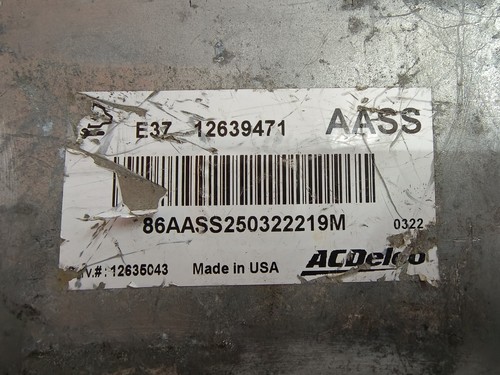 E37 12639471 AASS
86AASS250322219M
0322
12635043 Made in USA ACDelco